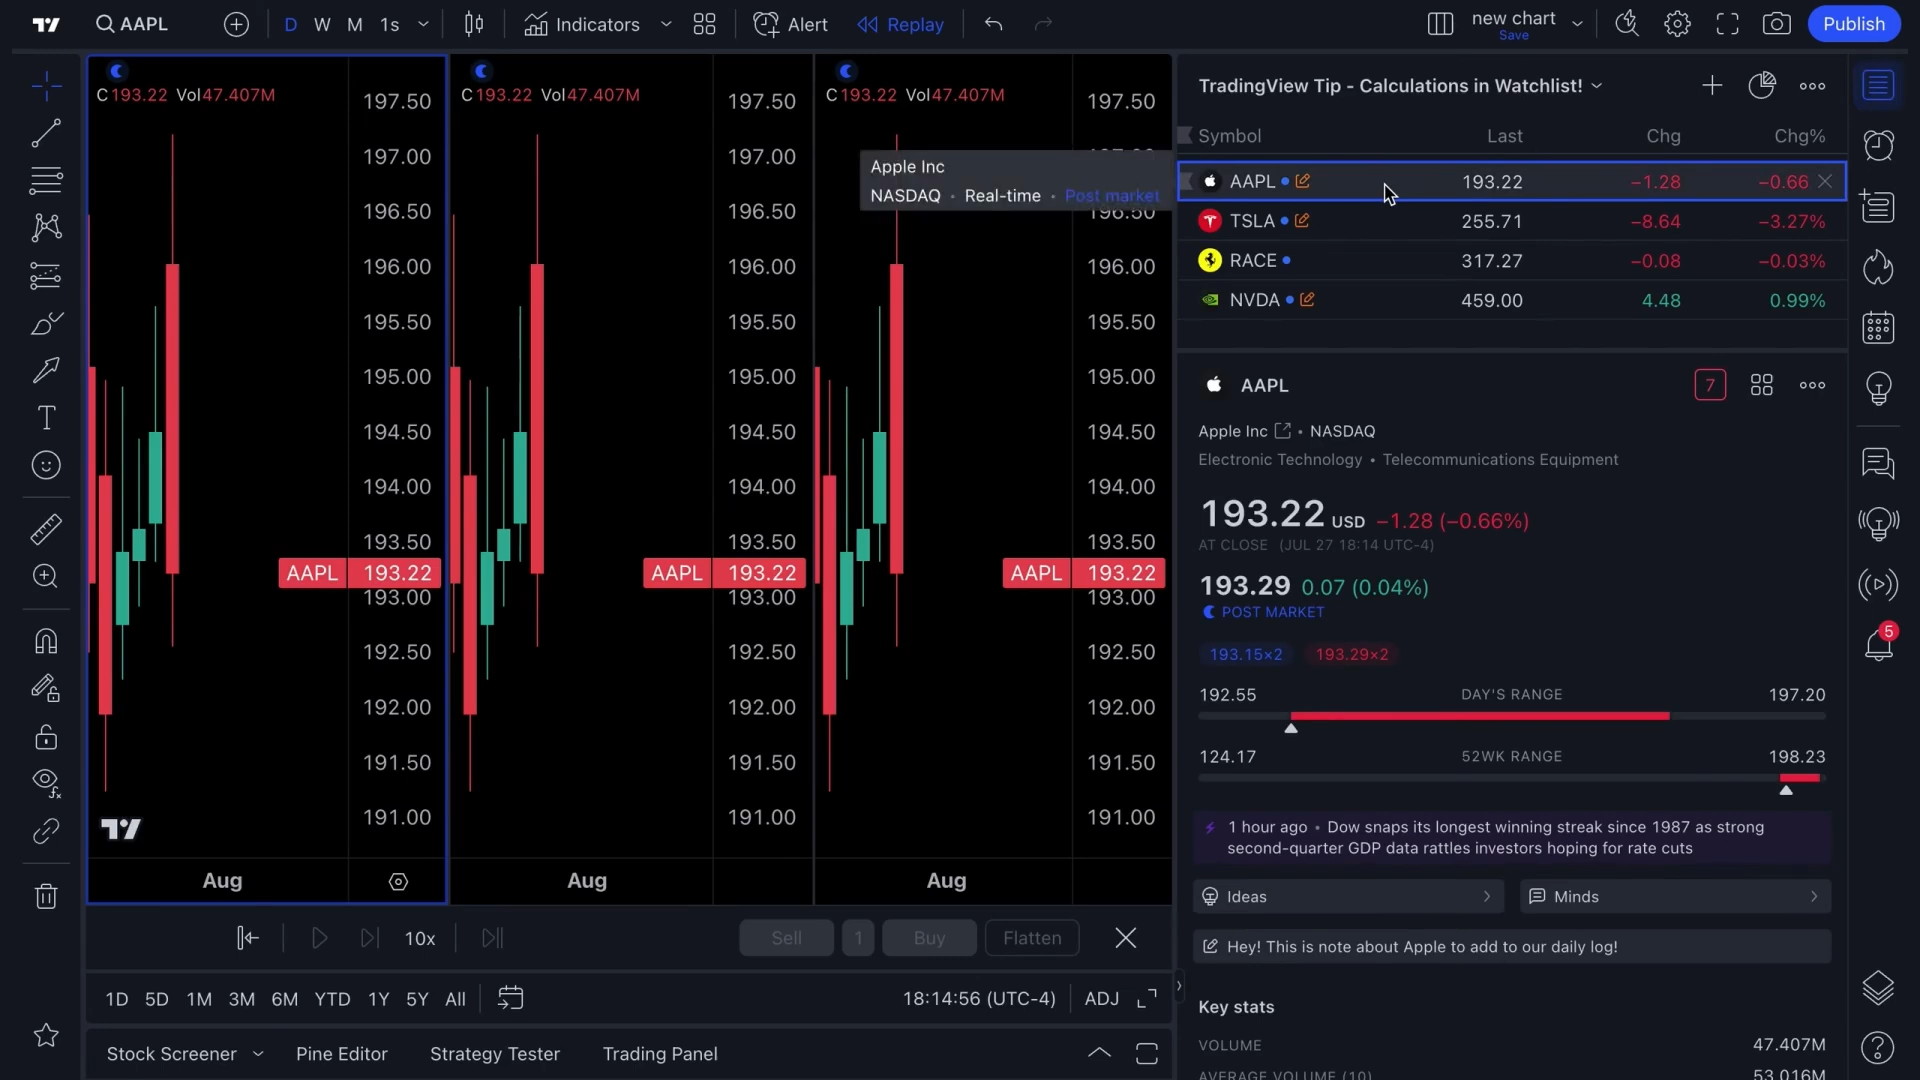 AAPL
D W M 1s
Indicators
Alert
Replay
new chart
Save
Publish
C193.22 Vol47.407M
197.50
197.00
196.50
196.00
195.50
195.00
194.50
194.00
193.50
AAPL 193.22
193.00
192.50
192.00
191.50
191.00
Aug
C193.22 Vol47.407M
197.50
197.00
196.50
196.00
195.50
195.00
194.50
194.00
193.50
AAPL 193.22
193.00
192.50
192.00
191.50
191.00
Aug
C193.22 Vol47.407M
197.50
197.00
Apple Inc
NASDAQ • Real-time • Post market
196.50
196.00
195.50
195.00
194.50
194.00
193.50
AAPL 193.22
193.00
192.50
192.00
191.50
191.00
Aug
10x
Sell 1 Buy Flatten
1D 5D 1M 3M 6M YTD 1Y 5Y All
18:14:56 (UTC-4) ADJ
Stock Screener Pine Editor Strategy Tester Trading Panel
TradingView Tip - Calculations in Watchlist!
Symbol Last Chg Chg%
AAPL 193.22 −1.28 −0.66
TSLA 255.71 −8.64 −3.27%
RACE 317.27 −0.08 −0.03%
NVDA 459.00 4.48 0.99%
AAPL
7
Apple Inc • NASDAQ
Electronic Technology • Telecommunications Equipment
193.22 USD −1.28 (−0.66%)
AT CLOSE (JUL 27 18:14 UTC-4)
193.29 0.07 (0.04%)
POST MARKET
193.15×2 193.29×2
192.55 DAY'S RANGE 197.20
124.17 52WK RANGE 198.23
1 hour ago • Dow snaps its longest winning streak since 1987 as strong
second-quarter GDP data rattles investors hoping for rate cuts
Ideas
Minds
Hey! This is note about Apple to add to our daily log!
Key stats
VOLUME 47.407M
AVERAGE VOLUME (10) 53.016M
5